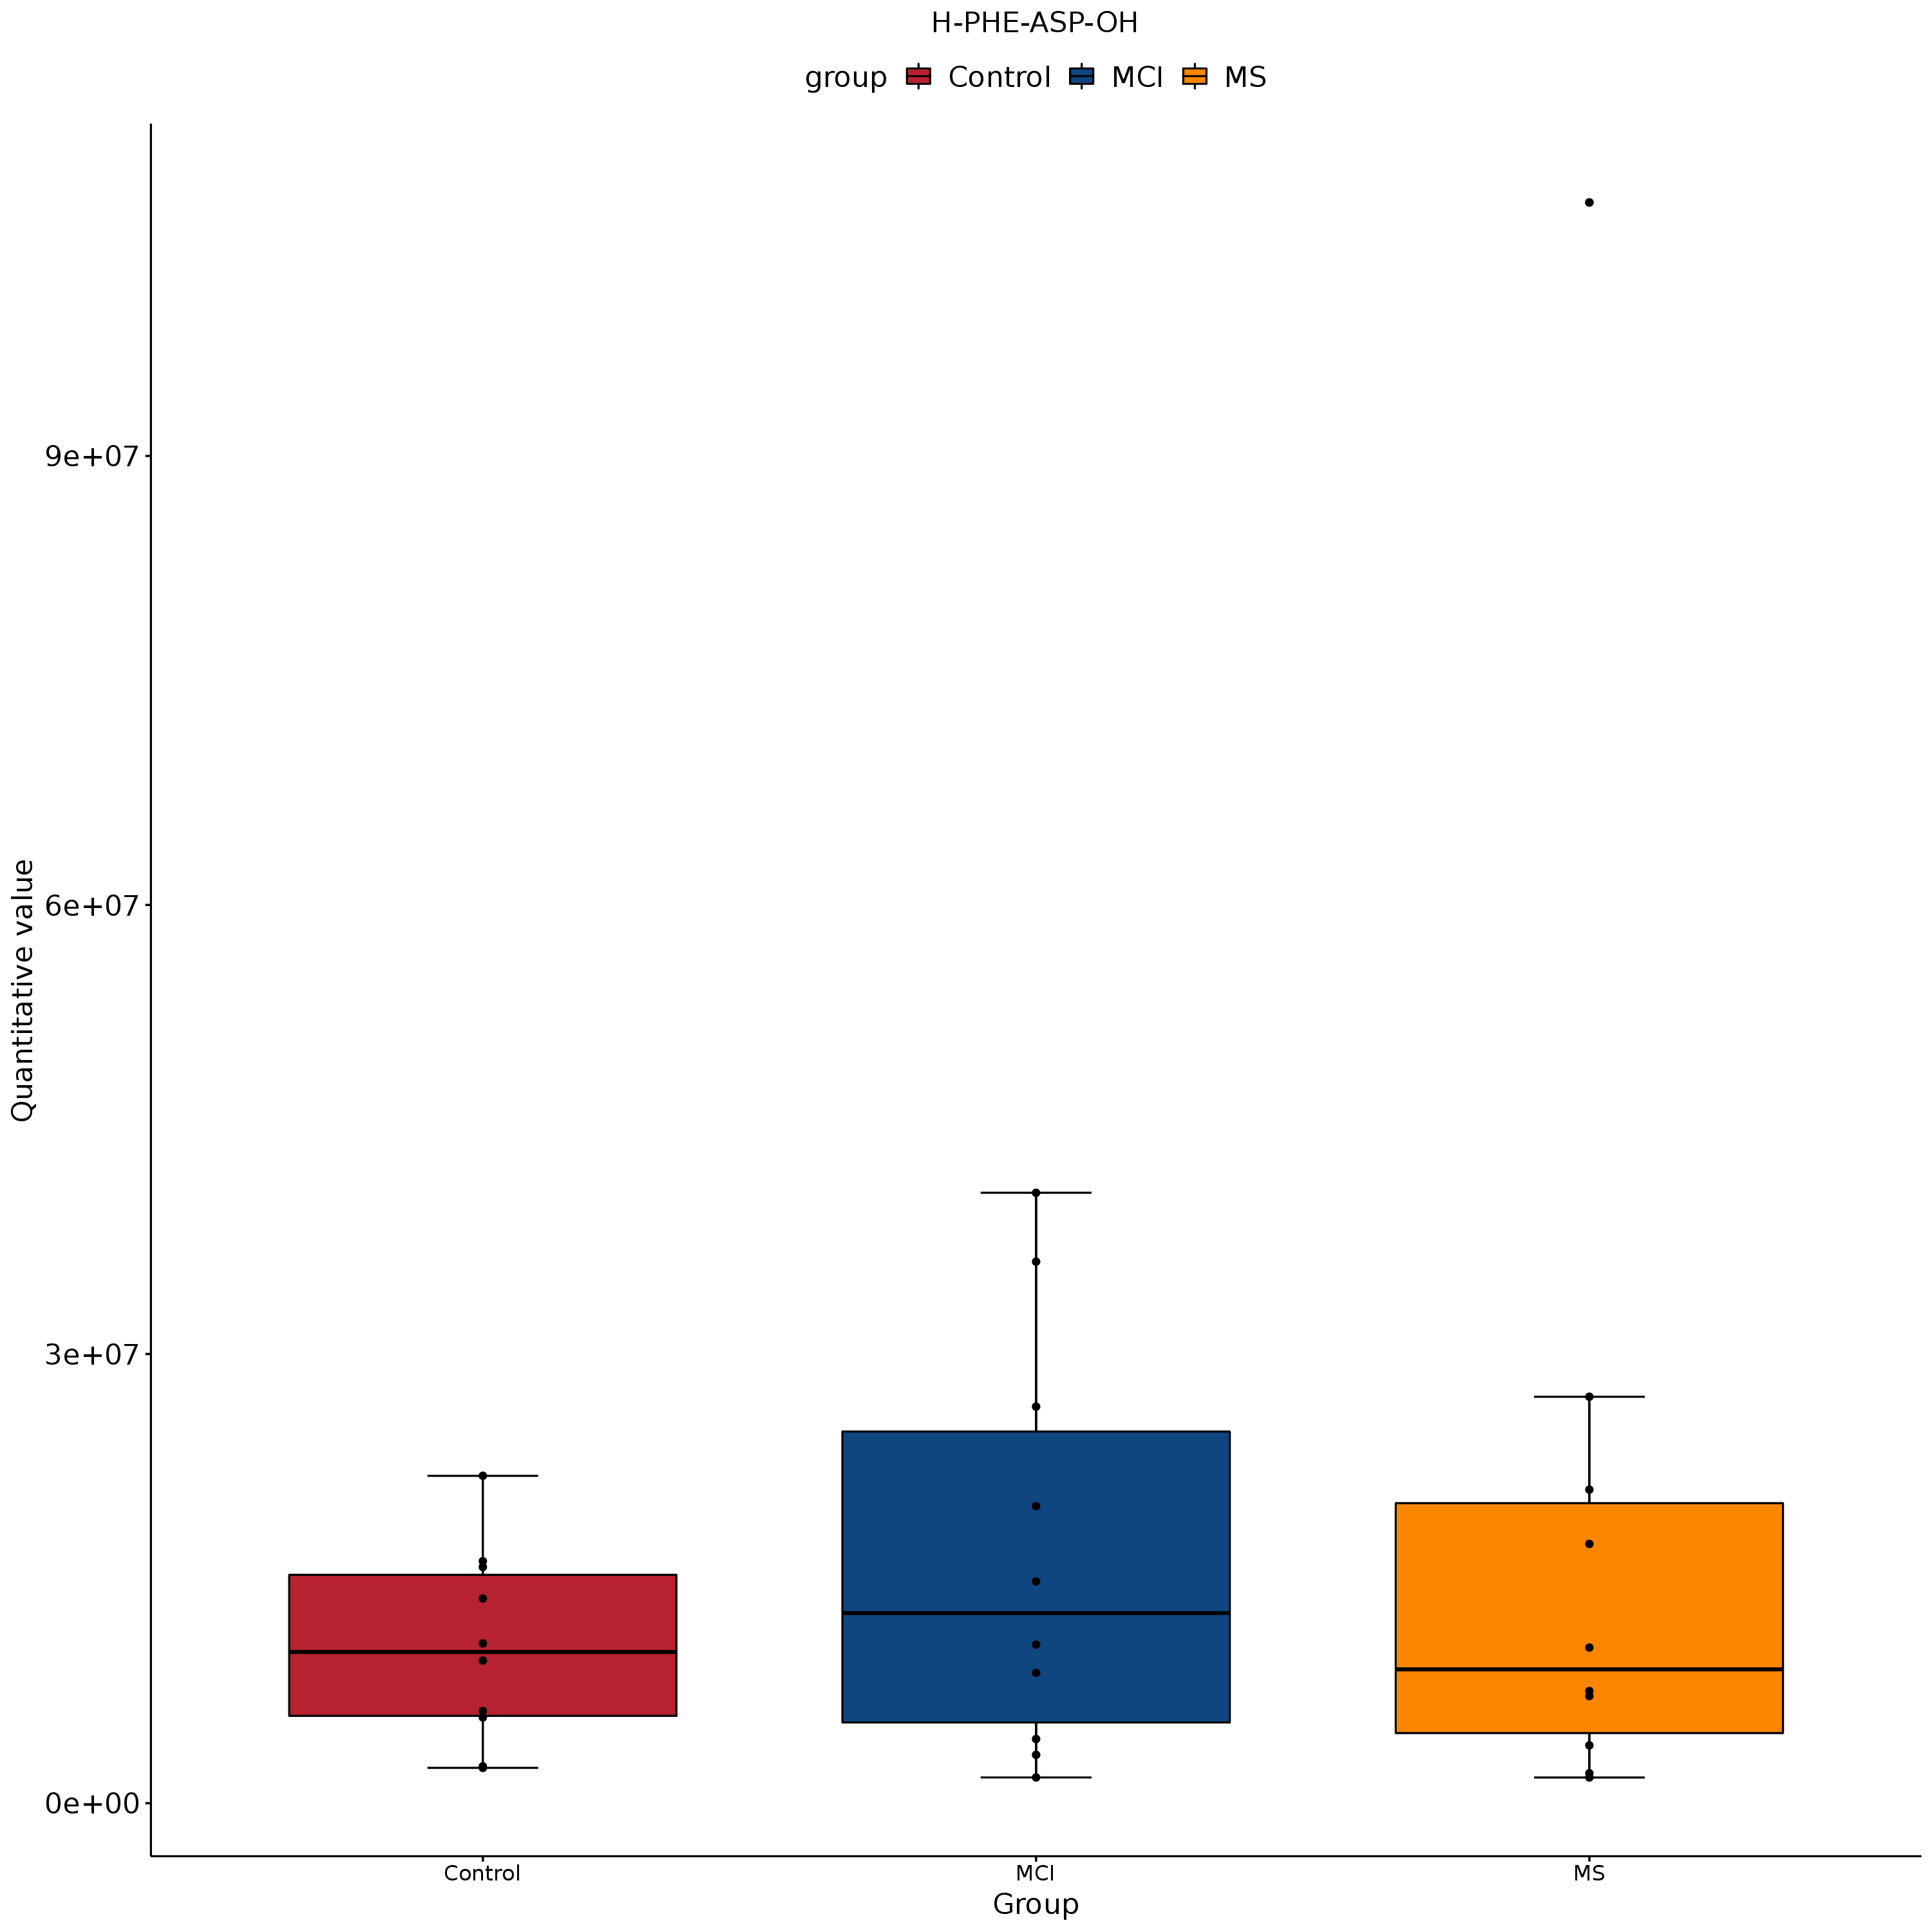 H-PHE-ASP-OH
group Control MCI MS
Quantitative value
9e+07
6e+07
3e+07
0e+00
Control MCI MS
Group